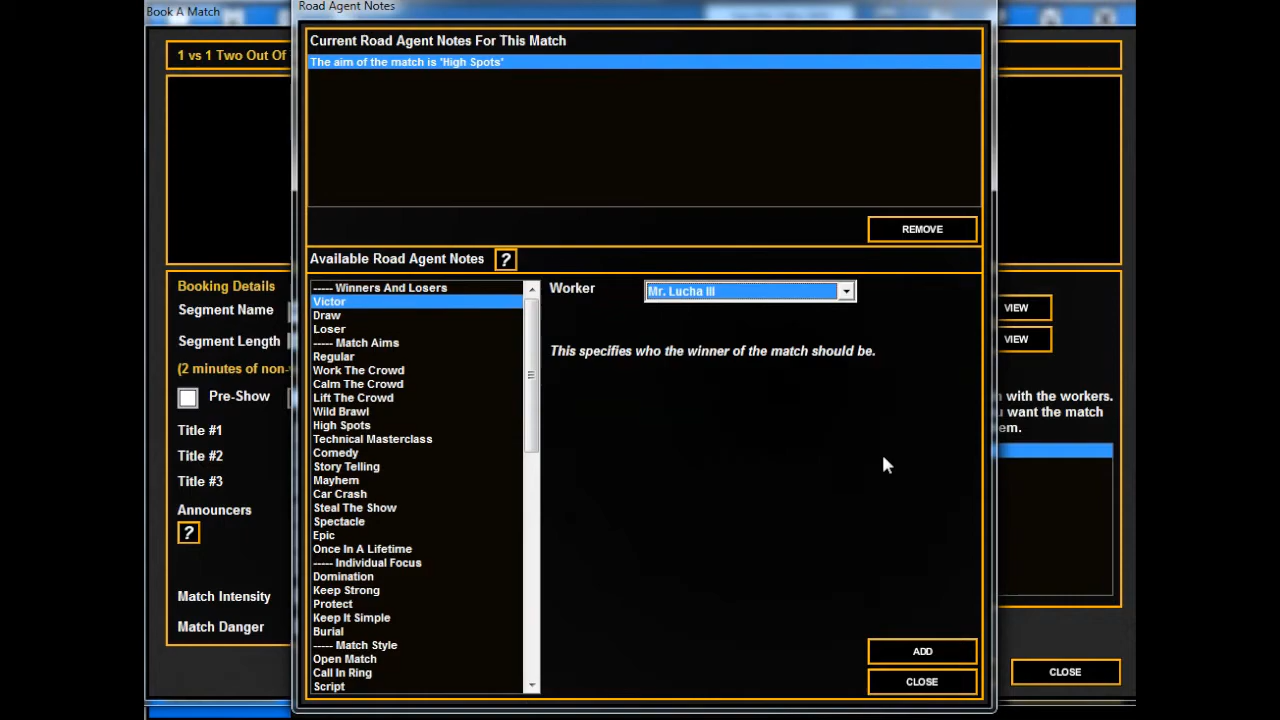 Book A Match
Road Agent Notes
Current Road Agent Notes For This Match
The aim of the match is 'High Spots'
REMOVE
Available Road Agent Notes ?
----- Winners And Losers
Victor
Draw
Loser
----- Match Aims
Regular
Work The Crowd
Calm The Crowd
Lift The Crowd
Wild Brawl
High Spots
Technical Masterclass
Comedy
Story Telling
Mayhem
Car Crash
Steal The Show
Spectacle
Epic
Once In A Lifetime
----- Individual Focus
Domination
Keep Strong
Protect
Keep It Simple
Burial
----- Match Style
Open Match
Call In Ring
Script
Worker
Mr. Lucha III
This specifies who the winner of the match should be.
ADD
CLOSE
1 vs 1 Two Out Of
Booking Details
Segment Name
Segment Length
(2 minutes of non-
Pre-Show
Title #1
Title #2
Title #3
Announcers
?
Match Intensity
Match Danger
VIEW
VIEW
with the workers.
u want the match
em.
CLOSE